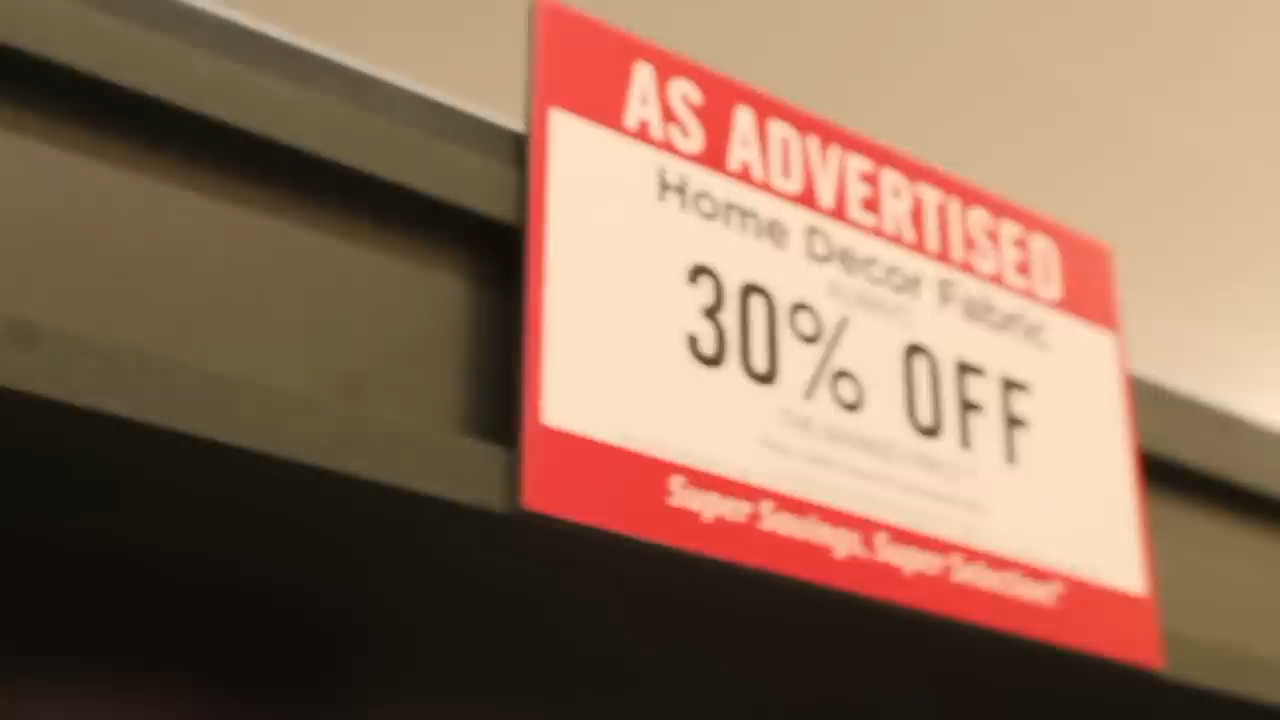 AS ADVERTISED
Home Decor Fabric
30% OFF
Super Savings, Super Selection!